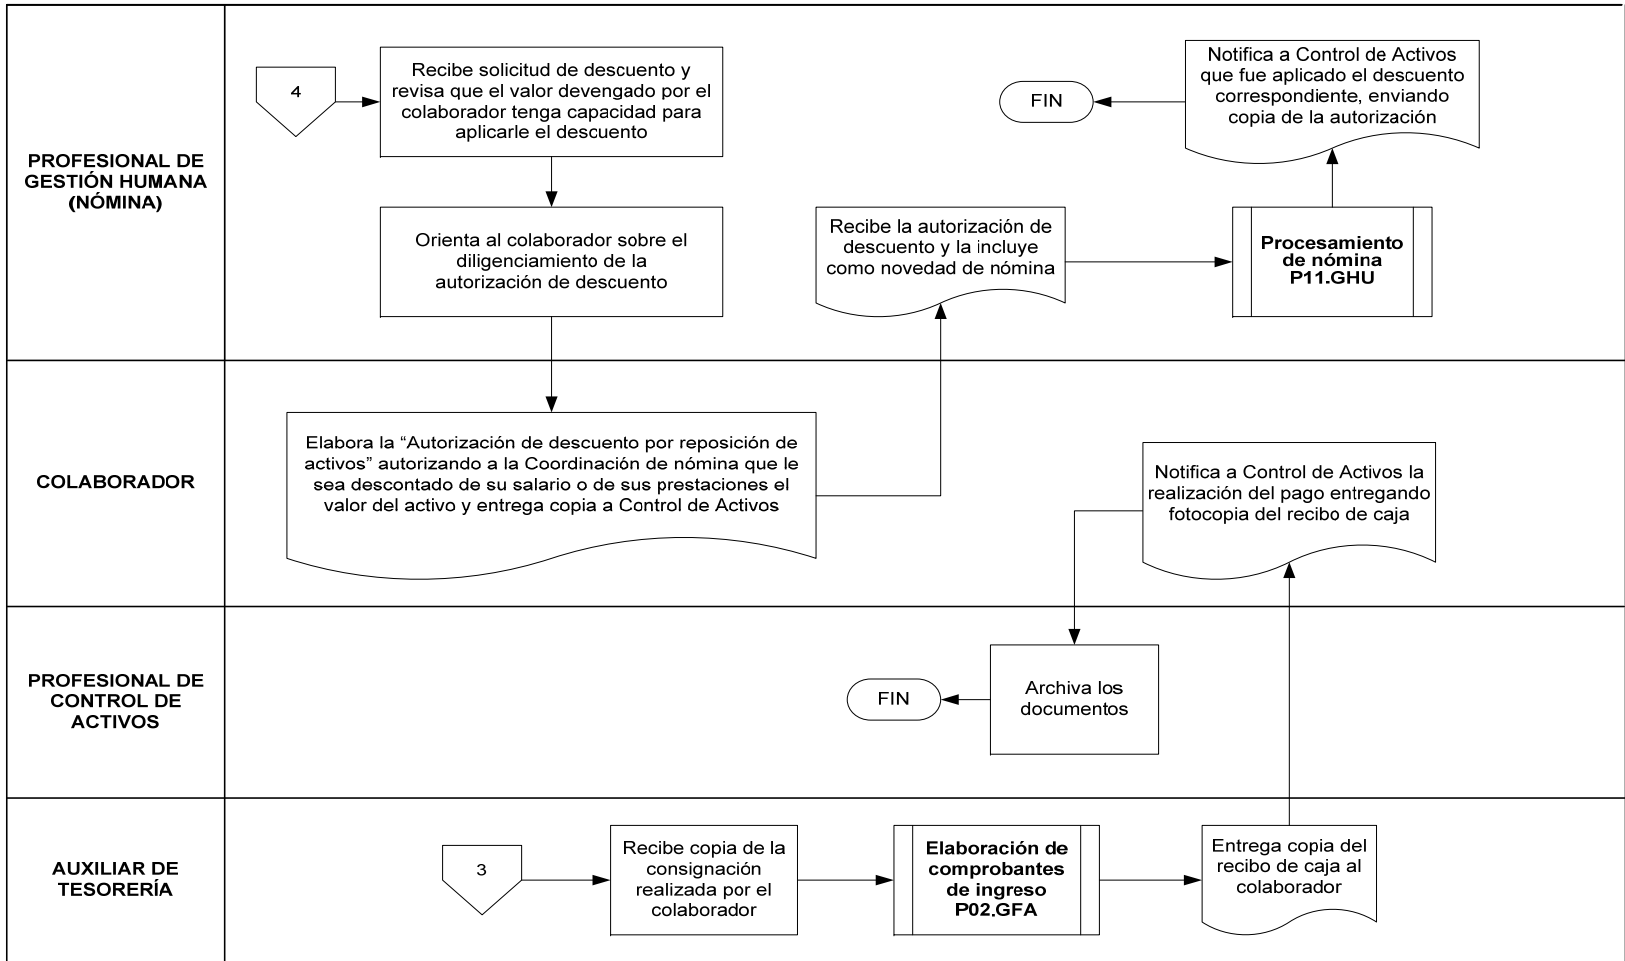 PROFESIONAL DE
GESTIÓN HUMANA
(NÓMINA)
4
Recibe solicitud de descuento y
revisa que el valor devengado por el
colaborador tenga capacidad para
aplicarle el descuento
FIN
Notifica a Control de Activos
que fue aplicado el descuento
correspondiente, enviando
copia de la autorización
Orienta al colaborador sobre el
diligenciamiento de la
autorización de descuento
Recibe la autorización de
descuento y la incluye
como novedad de nómina
Procesamiento
de nómina
P11.GHU
COLABORADOR
Elabora la “Autorización de descuento por reposición de
activos” autorizando a la Coordinación de nómina que le
sea descontado de su salario o de sus prestaciones el
valor del activo y entrega copia a Control de Activos
Notifica a Control de Activos la
realización del pago entregando
fotocopia del recibo de caja
PROFESIONAL DE
CONTROL DE
ACTIVOS
FIN
Archiva los
documentos
AUXILIAR DE
TESORERÍA
3
Recibe copia de la
consignación
realizada por el
colaborador
Elaboración de
comprobantes
de ingreso
P02.GFA
Entrega copia del
recibo de caja al
colaborador